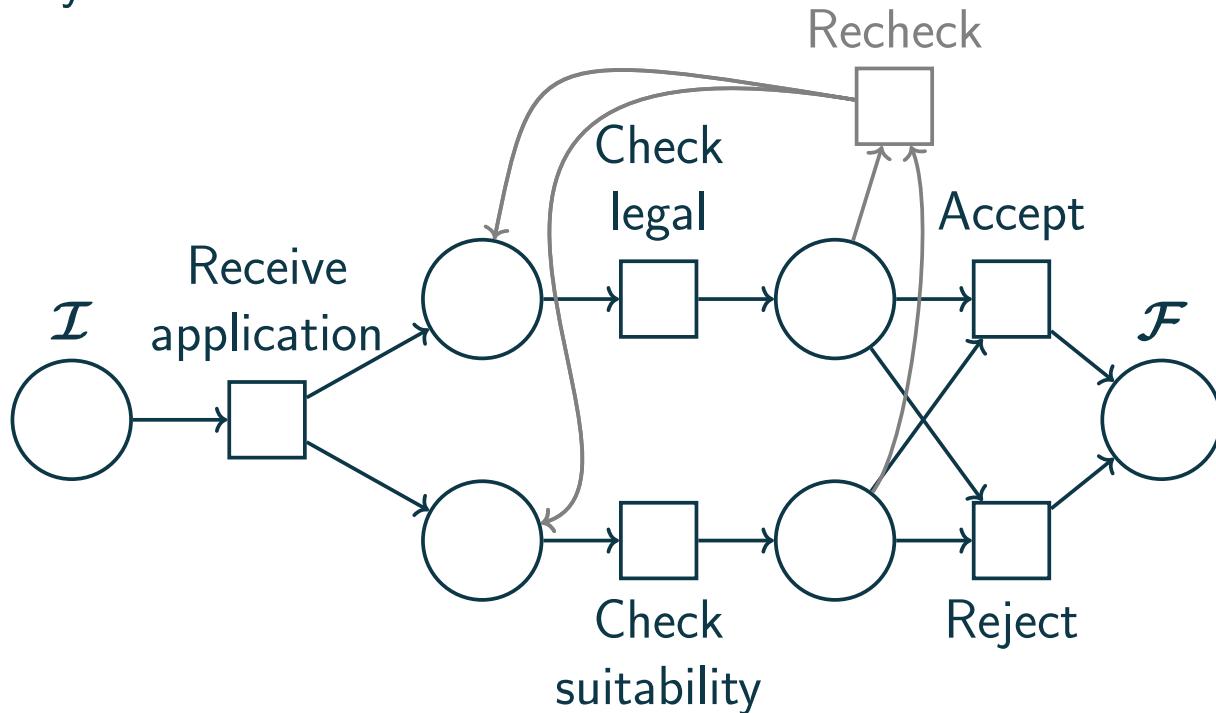 y
Recheck
Check
legal
Accept
Receive
application
𝓘
𝓕
Check
suitability
Reject